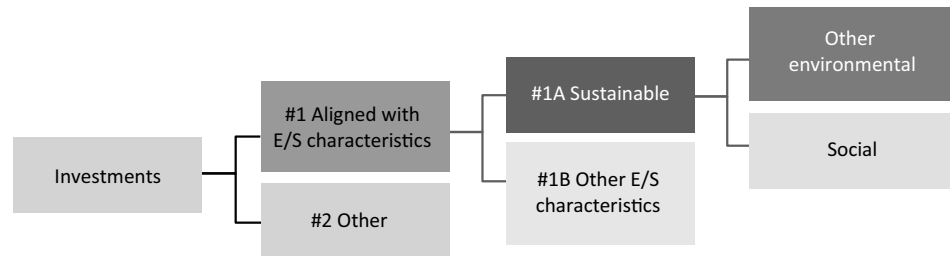 Investments
#1 Aligned with
E/S characteristics
#2 Other
#1A Sustainable
#1B Other E/S
characteristics
Other
environmental
Social